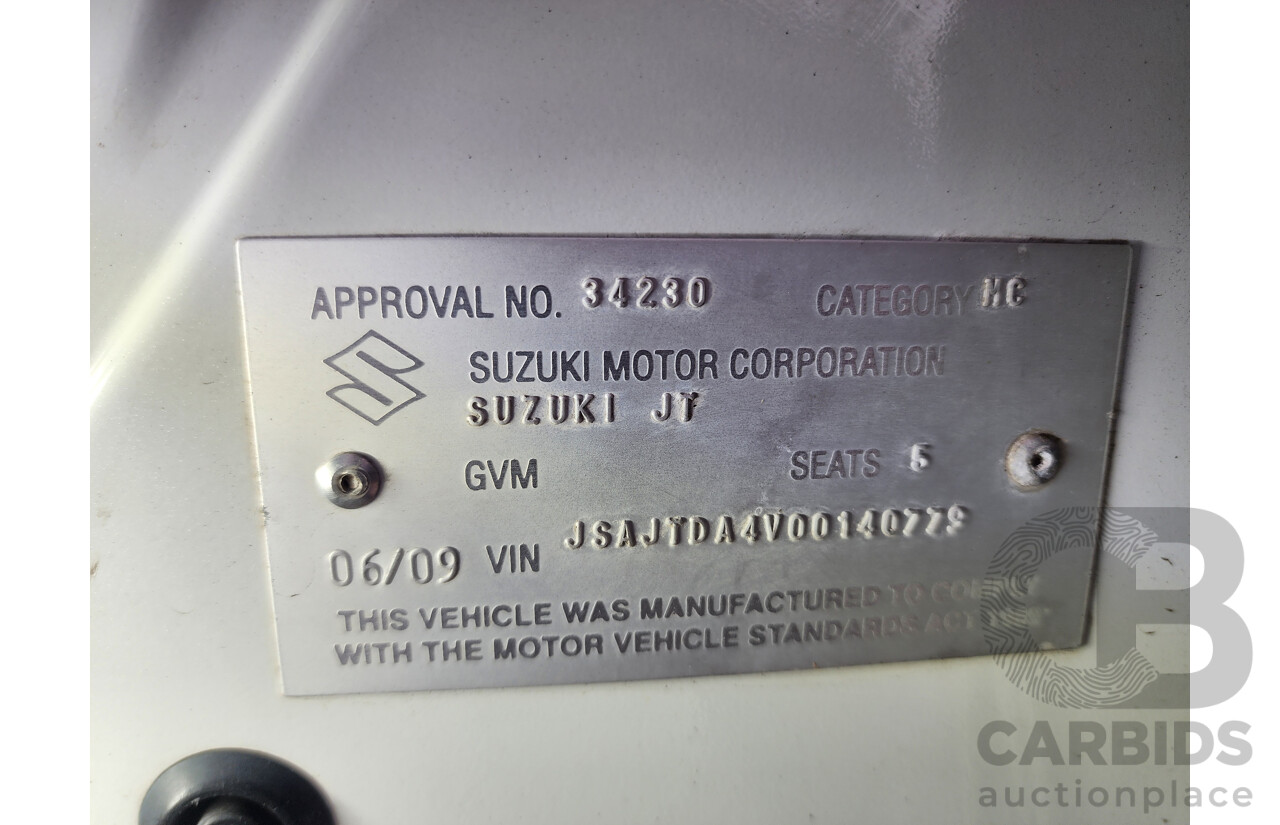 APPROVAL NO. 34230 CATEGORY MC
SUZUKI MOTOR CORPORATION
SUZUKI JT
GVM SEATS 5
06/09 VIN JSAJTDA4V00140779
THIS VEHICLE WAS MANUFACTURED TO COMPLY
WITH THE MOTOR VEHICLE STANDARDS ACT 1989
CARBIDS
auctionplace